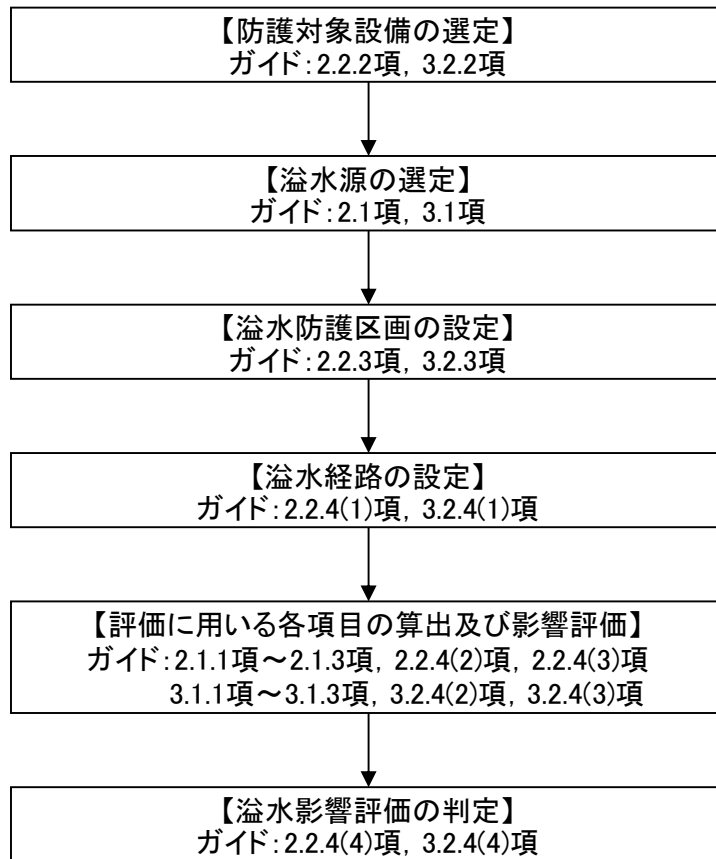 【防護対象設備の選定】
ガイド：2.2.2項，3.2.2項
【溢水源の選定】
ガイド：2.1項，3.1項
【溢水防護区画の設定】
ガイド：2.2.3項，3.2.3項
【溢水経路の設定】
ガイド：2.2.4(1)項，3.2.4(1)項
【評価に用いる各項目の算出及び影響評価】
ガイド：2.1.1項～2.1.3項，2.2.4(2)項，2.2.4(3)項
3.1.1項～3.1.3項，3.2.4(2)項，3.2.4(3)項
【溢水影響評価の判定】
ガイド：2.2.4(4)項，3.2.4(4)項